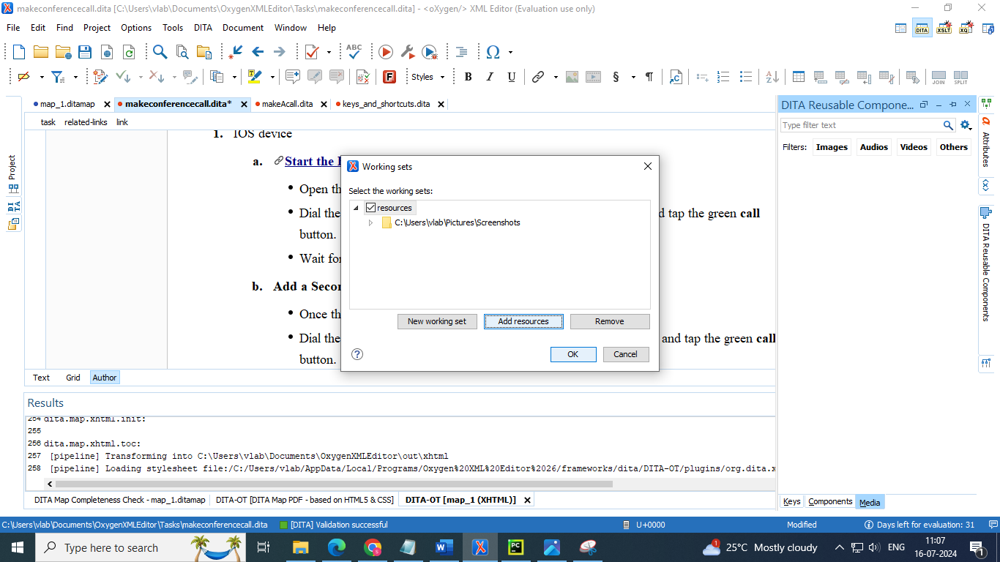 makeconferencecall.dita [C:\Users\vlab\Documents\OxygenXMLEditor\Tasks\makeconferencecall.dita] - <oXygen/> XML Editor (Evaluation use only)
File Edit Find Project Options Tools DITA Document Window Help
DITA XSLT XQ
ABC
Styles B I U § ¶ JOIN SPLIT
map_1.ditamap makeconferencecall.dita* makeAcall.dita keys_and_shortcuts.dita
task related-links link
Project
DITA
1. IOS device
a. Start the
Open th
Dial the
d tap the green call
button.
Wait for
b. Add a Secon
Once th
Dial the
and tap the green call
button.
Working sets
Select the working sets:
resources
C:\Users\vlab\Pictures\Screenshots
New working set Add resources Remove
OK Cancel
Text Grid Author
DITA Reusable Compone...
Type filter text
Filters: Images Audios Videos Others
Attributes
DITA Reusable Components
Keys Components Media
Results
254 dita.map.xhtml.init:
255
256 dita.map.xhtml.toc:
257 [pipeline] Transforming into C:\Users\vlab\Documents\OxygenXMLEditor\out\xhtml
258 [pipeline] Loading stylesheet file:/C:/Users/vlab/AppData/Local/Programs/Oxygen%20XML%20Editor%2026/frameworks/dita/DITA-OT/plugins/org.dita.x
DITA Map Completeness Check - map_1.ditamap DITA-OT [DITA Map PDF - based on HTML5 & CSS] DITA-OT [map_1 (XHTML)]
C:\Users\vlab\Documents\OxygenXMLEditor\Tasks\makeconferencecall.dita [DITA] Validation successful U+0000 Modified Days left for evaluation: 31
Type here to search
25°C Mostly cloudy ENG
11:07
16-07-2024